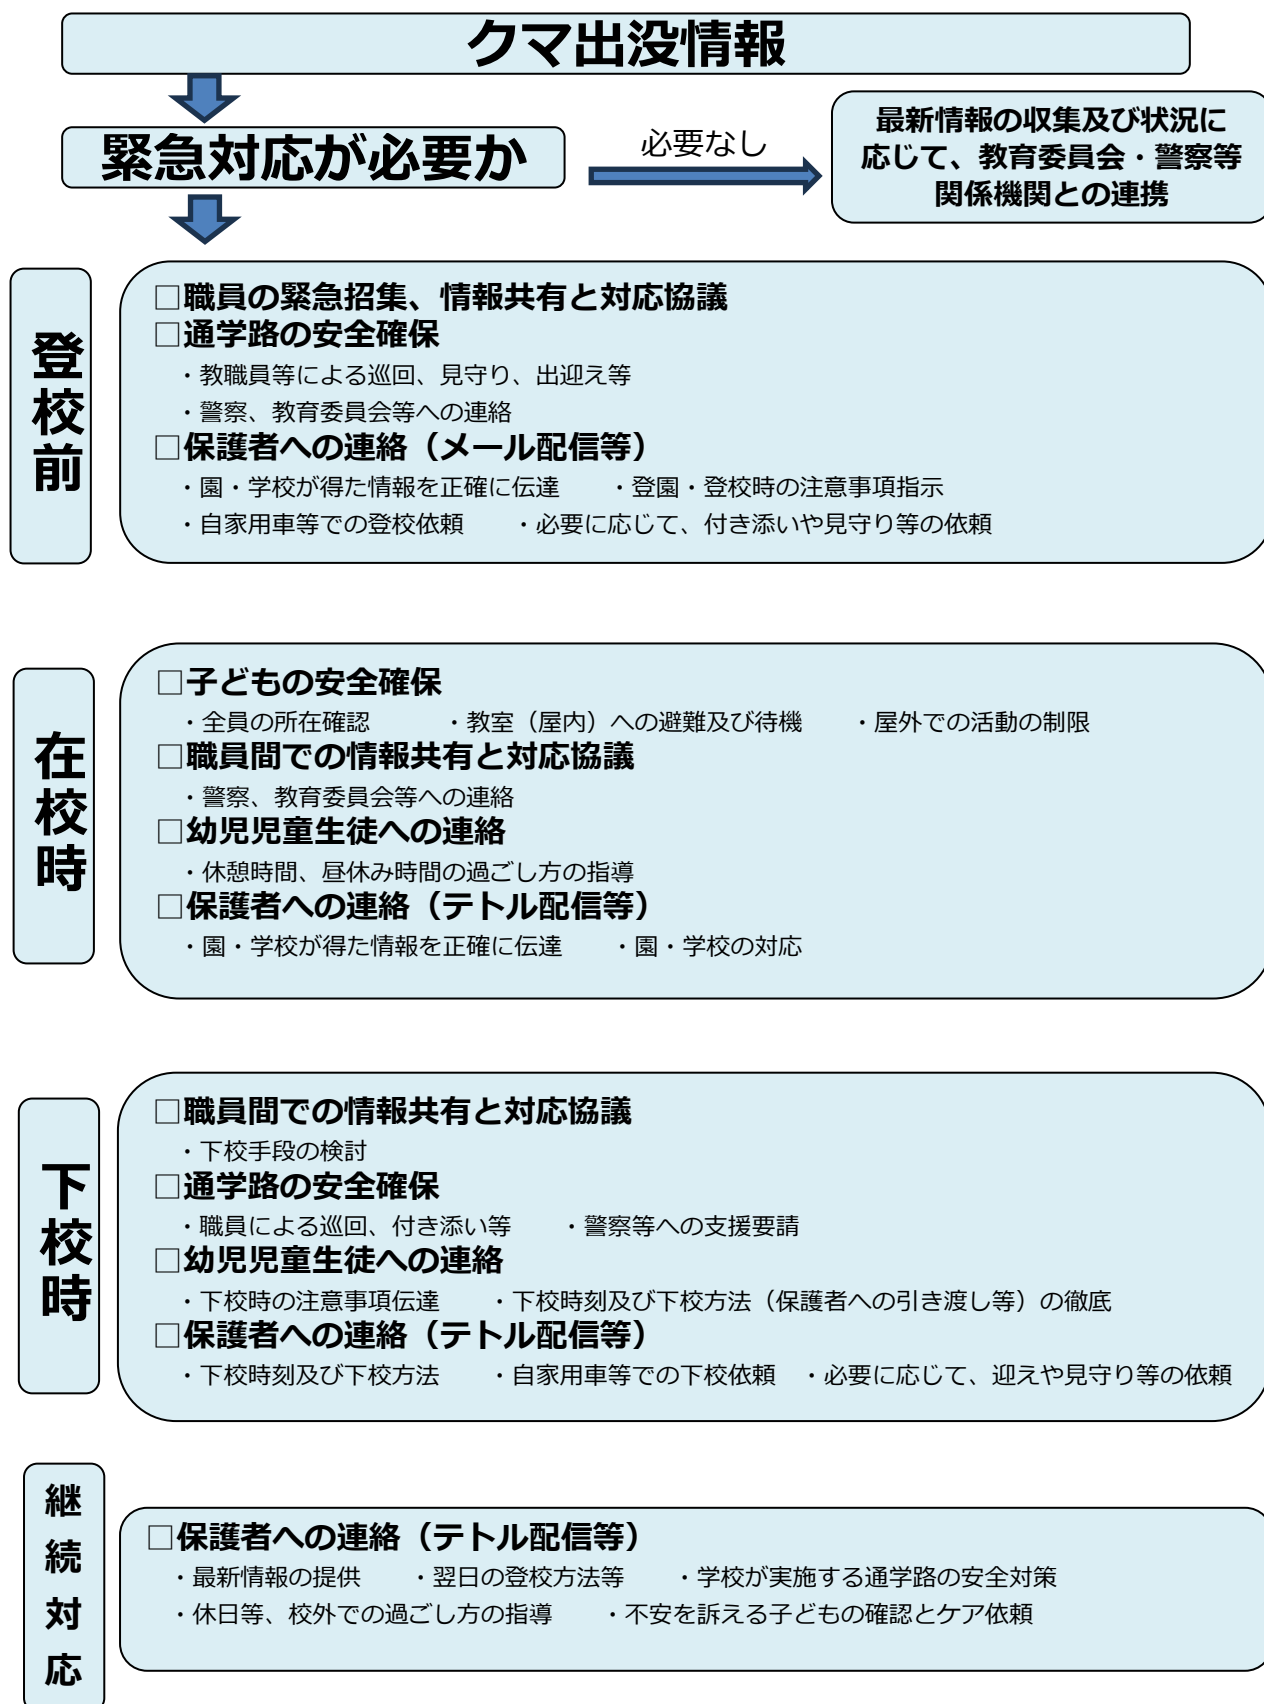 クマ出没情報
緊急対応が必要か
必要なし
最新情報の収集及び状況に
応じて、教育委員会・警察等
関係機関との連携
登校前
□職員の緊急招集、情報共有と対応協議
□通学路の安全確保
・教職員等による巡回、見守り、出迎え等
・警察、教育委員会等への連絡
□保護者への連絡（メール配信等）
・園・学校が得た情報を正確に伝達　　・登園・登校時の注意事項指示
・自家用車等での登校依頼　　・必要に応じて、付き添いや見守り等の依頼
在校時
□子どもの安全確保
・全員の所在確認　　　・教室（屋内）への避難及び待機　　・屋外での活動の制限
□職員間での情報共有と対応協議
・警察、教育委員会等への連絡
□幼児児童生徒への連絡
・休憩時間、昼休み時間の過ごし方の指導
□保護者への連絡（テトル配信等）
・園・学校が得た情報を正確に伝達　　・園・学校の対応
下校時
□職員間での情報共有と対応協議
・下校手段の検討
□通学路の安全確保
・職員による巡回、付き添い等　　・警察等への支援要請
□幼児児童生徒への連絡
・下校時の注意事項伝達　　・下校時刻及び下校方法（保護者への引き渡し等）の徹底
□保護者への連絡（テトル配信等）
・下校時刻及び下校方法　　・自家用車等での下校依頼　・必要に応じて、迎えや見守り等の依頼
継続対応
□保護者への連絡（テトル配信等）
・最新情報の提供　　・翌日の登校方法等　　・学校が実施する通学路の安全対策
・休日等、校外での過ごし方の指導　　・不安を訴える子どもの確認とケア依頼